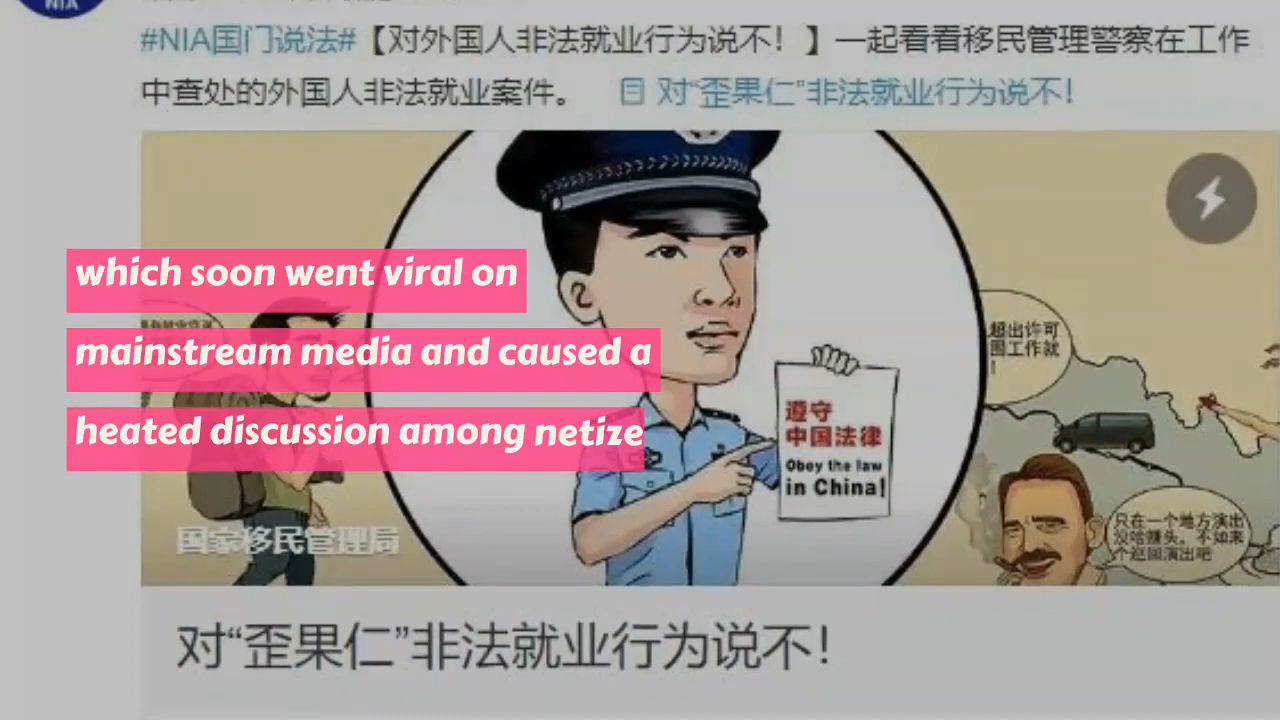 NIA
#NIA国门说法#【对外国人非法就业行为说不！】一起看看移民管理警察在工作
中查处的外国人非法就业案件。 对“歪果仁”非法就业行为说不！
which soon went viral on
mainstream media and caused a
heated discussion among netize
超出许可
国工作就
！
遵守
中国法律
Obey the law
in China!
只在一个地方演出
没啥赚头，不如来
个巡回演出吧
国家移民管理局
对“歪果仁”非法就业行为说不！